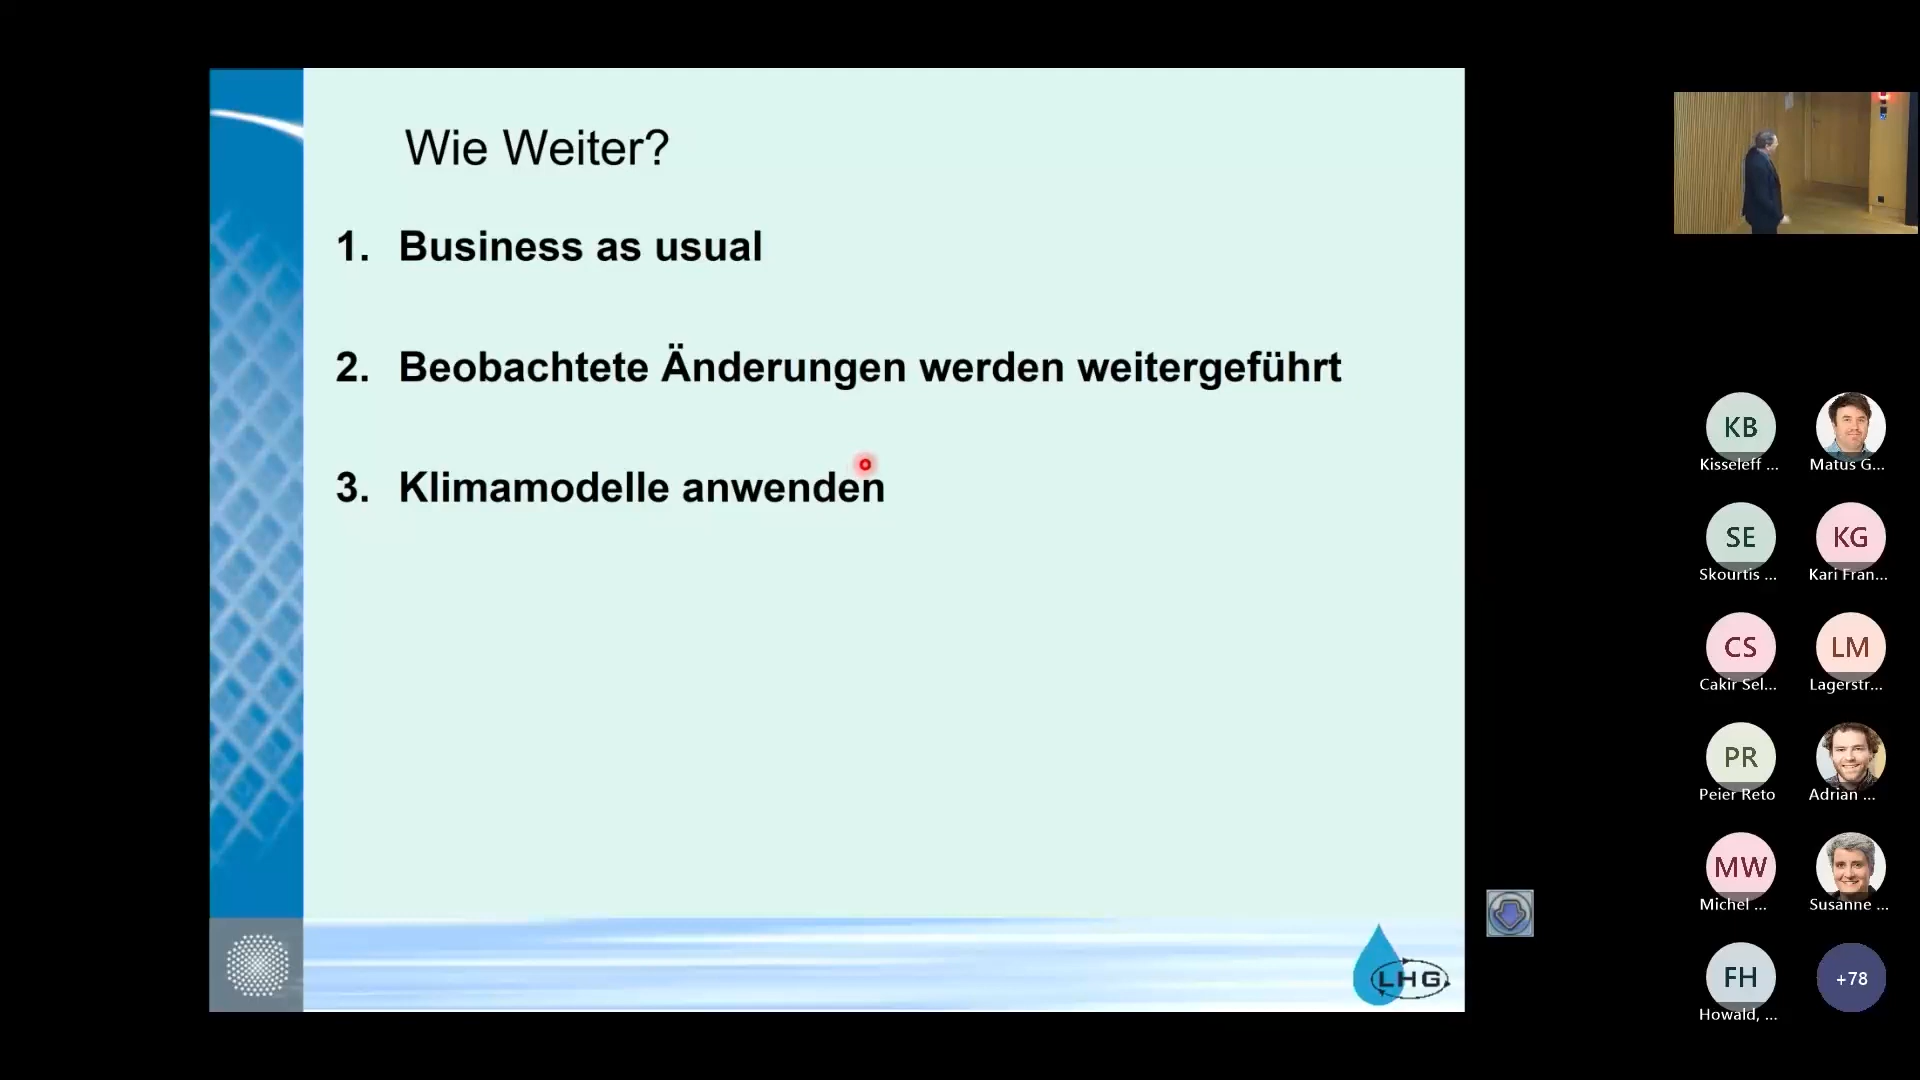 Wie Weiter?
1. Business as usual
2. Beobachtete Änderungen werden weitergeführt
3. Klimamodelle anwenden
LHG
KB
Kisseleff ...
Matus G...
SE
Skourtis ...
KG
Kari Fran...
CS
Cakir Sel...
LM
Lagerstr...
PR
Peier Reto
Adrian ...
MW
Michel ...
Susanne ...
FH
Howald, ...
+78